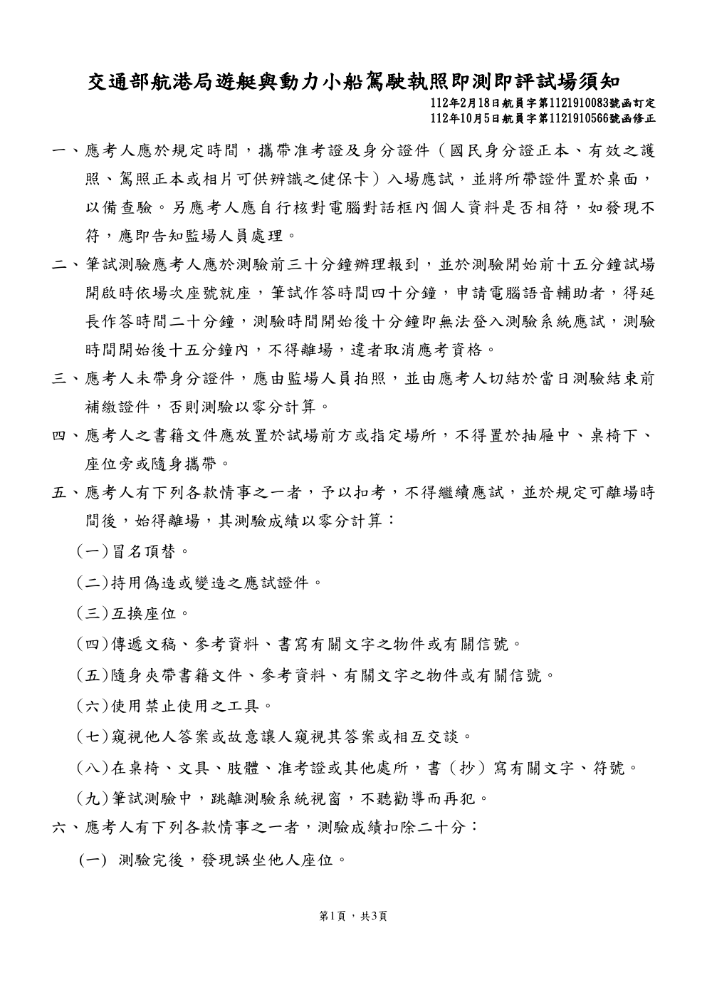 交通部航港局遊艇與動力小船駕駛執照即測即評試場須知
112年2月18日航員字第1121910083號函訂定
112年10月5日航員字第1121910566號函修正
一、應考人應於規定時間，攜帶准考證及身分證件（國民身分證正本、有效之護
照、駕照正本或相片可供辨識之健保卡）入場應試，並將所帶證件置於桌面，
以備查驗。另應考人應自行核對電腦對話框內個人資料是否相符，如發現不
符，應即告知監場人員處理。
二、筆試測驗應考人應於測驗前三十分鐘辦理報到，並於測驗開始前十五分鐘試場
開啟時依場次座號就座，筆試作答時間四十分鐘，申請電腦語音輔助者，得延
長作答時間二十分鐘，測驗時間開始後十分鐘即無法登入測驗系統應試，測驗
時間開始後十五分鐘內，不得離場，違者取消應考資格。
三、應考人未帶身分證件，應由監場人員拍照，並由應考人切結於當日測驗結束前
補繳證件，否則測驗以零分計算。
四、應考人之書籍文件應放置於試場前方或指定場所，不得置於抽屜中、桌椅下、
座位旁或隨身攜帶。
五、應考人有下列各款情事之一者，予以扣考，不得繼續應試，並於規定可離場時
間後，始得離場，其測驗成績以零分計算：
(一)冒名頂替。
(二)持用偽造或變造之應試證件。
(三)互換座位。
(四)傳遞文稿、參考資料、書寫有關文字之物件或有關信號。
(五)隨身夾帶書籍文件、參考資料、有關文字之物件或有關信號。
(六)使用禁止使用之工具。
(七)窺視他人答案或故意讓人窺視其答案或相互交談。
(八)在桌椅、文具、肢體、准考證或其他處所，書（抄）寫有關文字、符號。
(九)筆試測驗中，跳離測驗系統視窗，不聽勸導而再犯。
六、應考人有下列各款情事之一者，測驗成績扣除二十分：
(一) 測驗完後，發現誤坐他人座位。
第1頁，共3頁